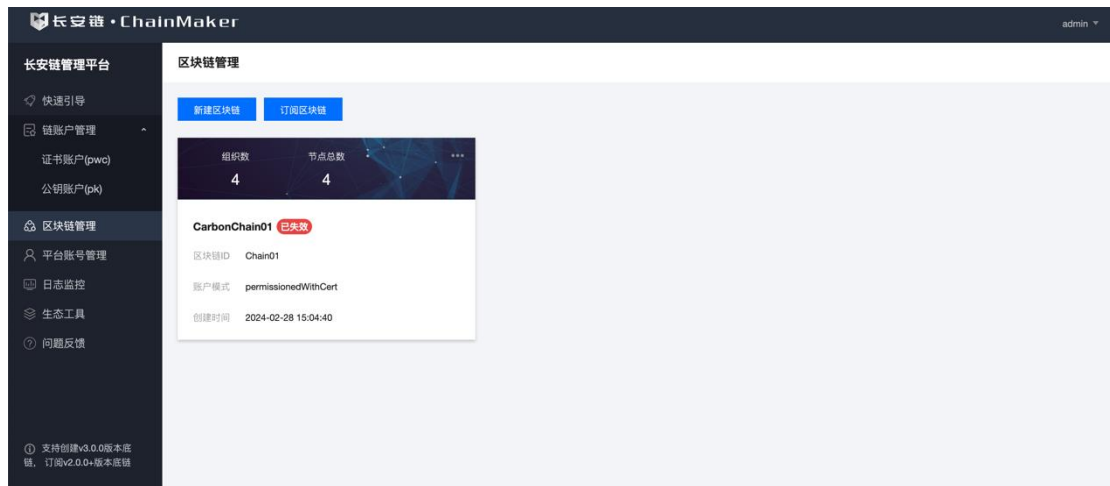 长安链·ChainMaker
admin
长安链管理平台
区块链管理
快速引导
新建区块链
订阅区块链
链账户管理
证书账户(pwc)
公钥账户(pk)
区块链管理
平台账号管理
日志监控
生态工具
问题反馈
支持创建v3.0.0版本底
链，订阅v2.0.0+版本底链
组织数
节点总数
4
4
CarbonChain01 已失效
区块链ID Chain01
账户模式 permissionedWithCert
创建时间 2024-02-28 15:04:40